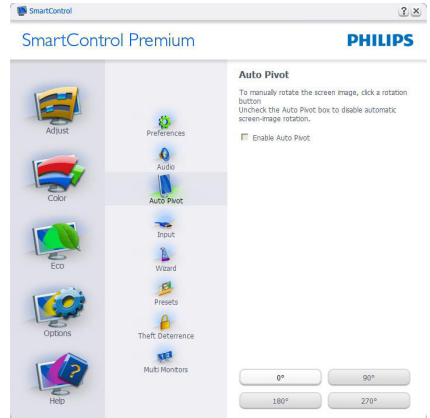 SmartControl
SmartControl Premium
PHILIPS
Adjust
Color
Eco
Options
Help
Preferences
Audio
Auto Pivot
Input
Wizard
Presets
Theft Deterrence
Multi Monitors
Auto Pivot
To manually rotate the screen image, click a rotation
button
Uncheck the Auto Pivot box to disable automatic
screen-image rotation.
Enable Auto Pivot
0°
90°
180°
270°